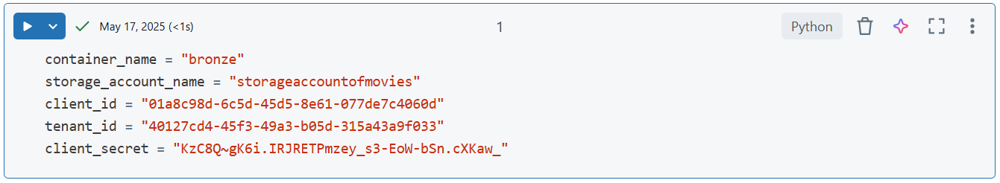 May 17, 2025 (<1s)
1
Python
container_name = "bronze"
storage_account_name = "storageaccountofmovies"
client_id = "01a8c98d-6c5d-45d5-8e61-077de7c4060d"
tenant_id = "40127cd4-45f3-49a3-b05d-315a43a9f033"
client_secret = "KzC8Q~gK6i.IRJRETPmzey_s3-EoW-bSn.cXKaw_"